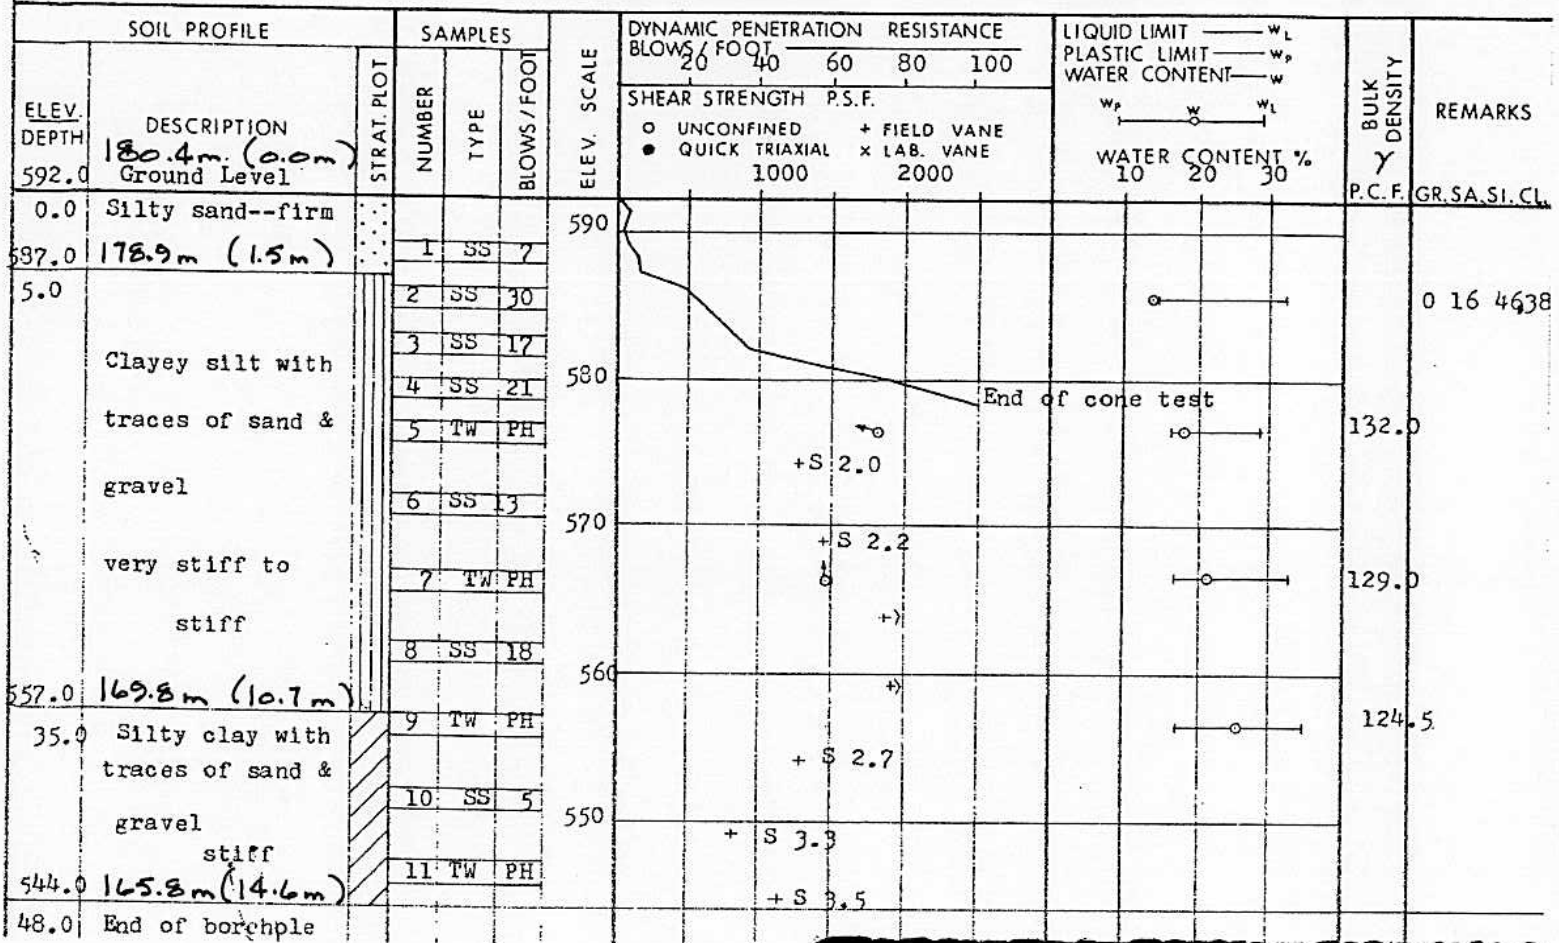 SOIL PROFILE
SAMPLES
ELEV.
DEPTH
DESCRIPTION
180.4m. (0.0m)
592.0 Ground Level
STRAT. PLOT
NUMBER
TYPE
BLOWS / FOOT
ELEV. SCALE
DYNAMIC PENETRATION RESISTANCE
BLOWS / FOOT
20 40 60 80 100
SHEAR STRENGTH P.S.F.
○ UNCONFINED + FIELD VANE
● QUICK TRIAXIAL × LAB. VANE
1000 2000
LIQUID LIMIT — wL
PLASTIC LIMIT — wP
WATER CONTENT — w
wP w wL
WATER CONTENT %
10 20 30
BULK DENSITY
γ
P.C.F.
REMARKS
GR. SA. SI. CL.
0.0 Silty sand--firm
590
587.0 178.9m (1.5m) 1 SS 7
5.0 2 SS 30 0 16 46 38
3 SS 17
Clayey silt with
4 SS 21 580
End of cone test
traces of sand & 5 TW PH 132.0
+S 2.0
gravel 6 SS 13
570
+S 2.2
very stiff to 7 TW PH 129.0
stiff +)
8 SS 18
560
557.0 169.8m (10.7m) +)
9 TW PH 124.5
35.0 Silty clay with
+ S 2.7
traces of sand &
10 SS 5
gravel 550
+ S 3.3
stiff
11 TW PH
544.0 165.8m (14.6m)
+ S 3.5
48.0 End of borehple